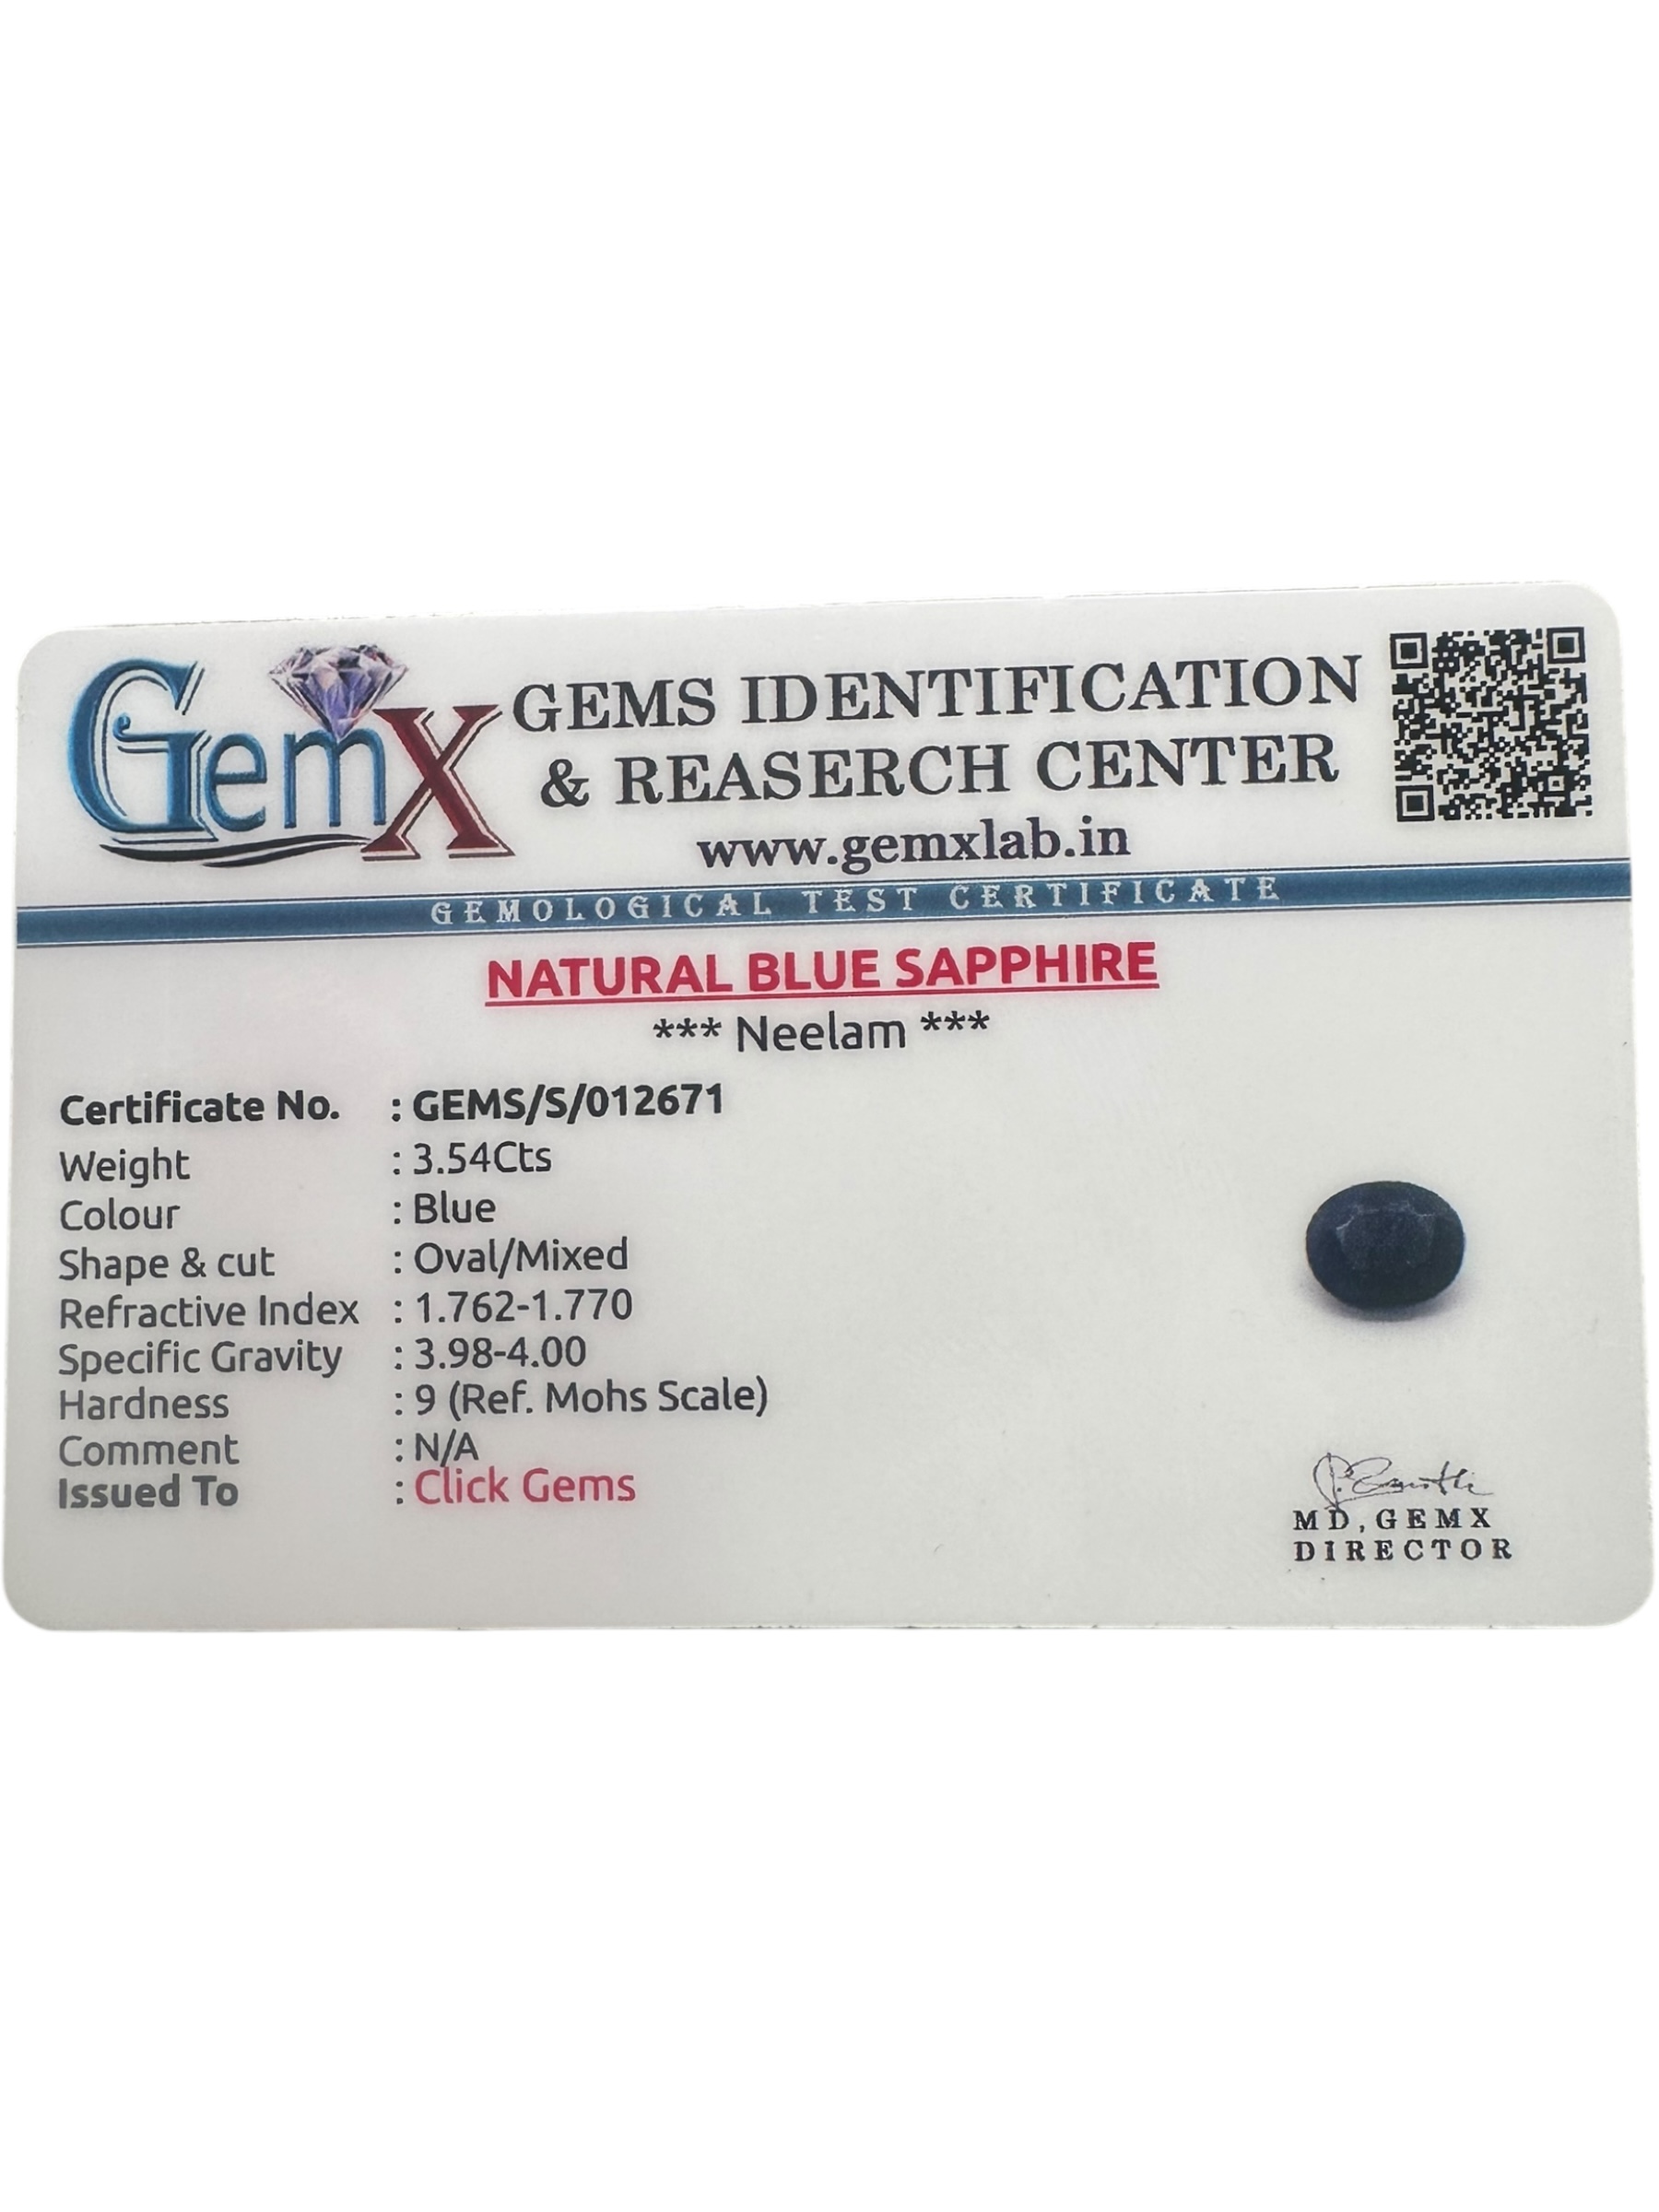 GemX
GEMS IDENTIFICATION
& REASERCH CENTER
www.gemxlab.in
GEMOLOGICAL TEST CERTIFICATE
NATURAL BLUE SAPPHIRE
*** Neelam ***
Certificate No. : GEMS/S/012671
Weight : 3.54Cts
Colour : Blue
Shape & cut : Oval/Mixed
Refractive Index : 1.762-1.770
Specific Gravity : 3.98-4.00
Hardness : 9 (Ref. Mohs Scale)
Comment : N/A
Issued To : Click Gems
MD,GEMX
DIRECTOR